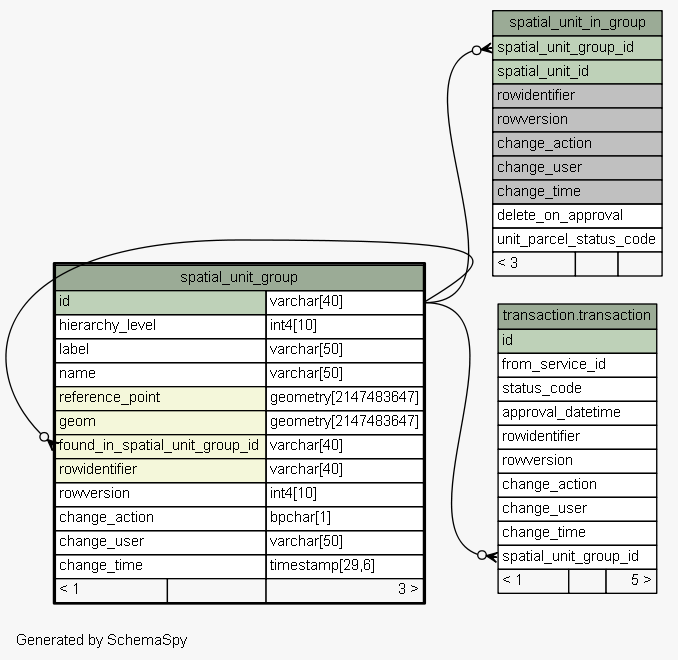 spatial_unit_in_group
spatial_unit_group_id
spatial_unit_id
rowidentifier
rowversion
change_action
change_user
change_time
delete_on_approval
unit_parcel_status_code
< 3
spatial_unit_group
id varchar[40]
hierarchy_level int4[10]
label varchar[50]
name varchar[50]
reference_point geometry[2147483647]
geom geometry[2147483647]
found_in_spatial_unit_group_id varchar[40]
rowidentifier varchar[40]
rowversion int4[10]
change_action bpchar[1]
change_user varchar[50]
change_time timestamp[29,6]
< 1 3 >
transaction.transaction
id
from_service_id
status_code
approval_datetime
rowidentifier
rowversion
change_action
change_user
change_time
spatial_unit_group_id
< 1 5 >
Generated by SchemaSpy